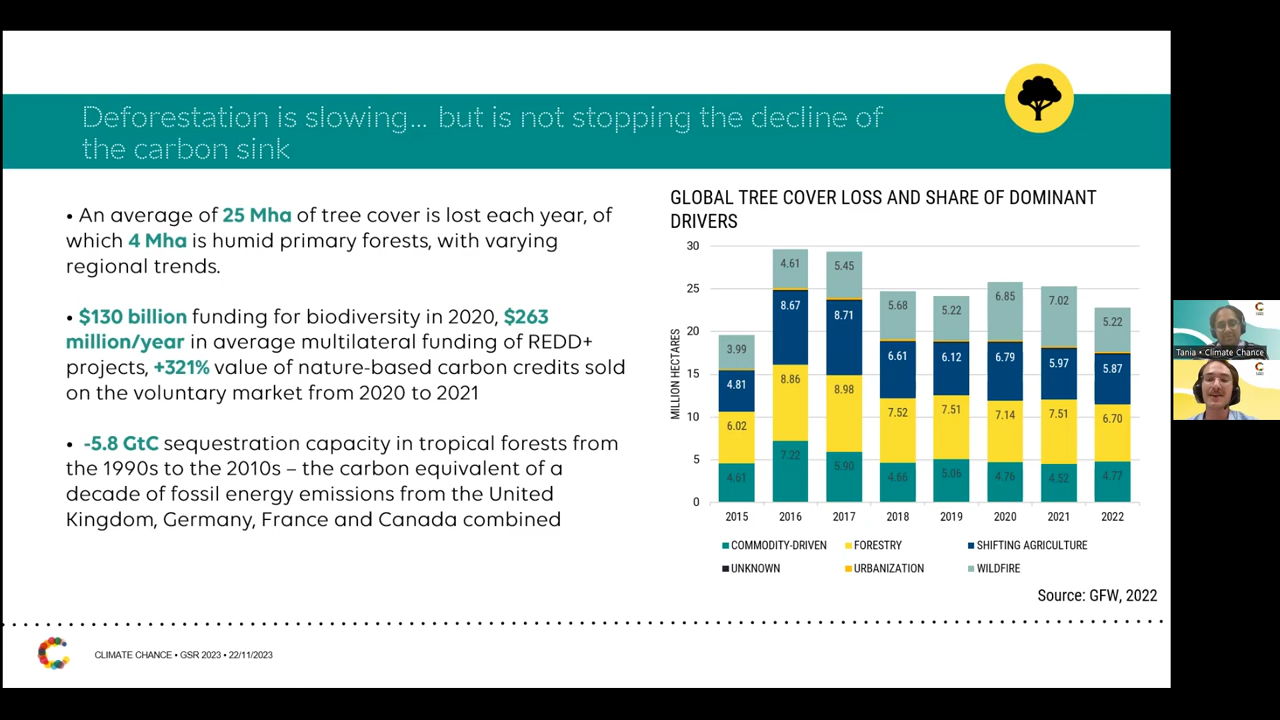 Deforestation is slowing... but is not stopping the decline of
the carbon sink
• An average of 25 Mha of tree cover is lost each year, of
which 4 Mha is humid primary forests, with varying
regional trends.
• $130 billion funding for biodiversity in 2020, $263
million/year in average multilateral funding of REDD+
projects, +321% value of nature-based carbon credits sold
on the voluntary market from 2020 to 2021
• -5.8 GtC sequestration capacity in tropical forests from
the 1990s to the 2010s – the carbon equivalent of a
decade of fossil energy emissions from the United
Kingdom, Germany, France and Canada combined
GLOBAL TREE COVER LOSS AND SHARE OF DOMINANT
DRIVERS
MILLION HECTARES
30
25
20
15
10
5
0
3.99
4.81
6.02
4.61
4.61
8.67
8.86
7.22
5.45
8.71
8.98
5.90
5.68
6.61
7.52
4.66
5.22
6.12
7.51
5.06
6.85
6.79
7.14
4.76
7.02
5.97
7.51
4.52
5.22
5.87
6.70
4.77
2015 2016 2017 2018 2019 2020 2021 2022
COMMODITY-DRIVEN FORESTRY SHIFTING AGRICULTURE
UNKNOWN URBANIZATION WILDFIRE
Source: GFW, 2022
CLIMATE CHANCE • GSR 2023 • 22/11/2023
Tania • Climate Chance